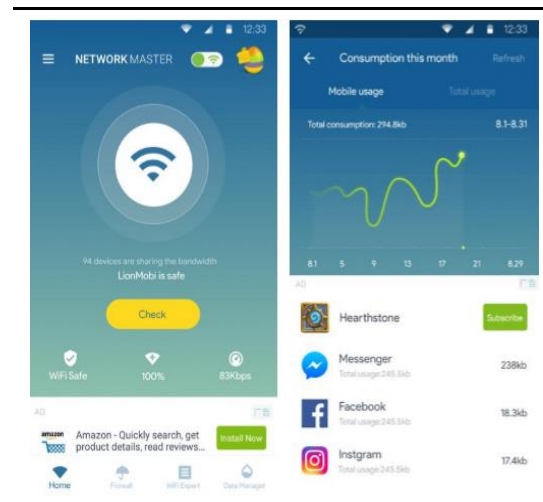 12:33
NETWORK MASTER
94 devices are sharing the bandwidth
LionMobi is safe
Check
WiFi Safe
100%
83Kbps
AD
广告
amazon
Amazon - Quickly search, get
product details, read reviews...
Install Now
Home
Firewall
WiFi Expert
Data Manager
12:33
Consumption this month
Refresh
Mobile usage
Total usage
Total consumption: 294.8kb
8.1-8.31
8.1 5 9 13 17 21 8.29
AD
广告
Hearthstone
Subscribe
Messenger
Total usage:245.5kb
238kb
Facebook
Total usage:245.5kb
18.3kb
Instgram
Total usage:245.5kb
17.4kb